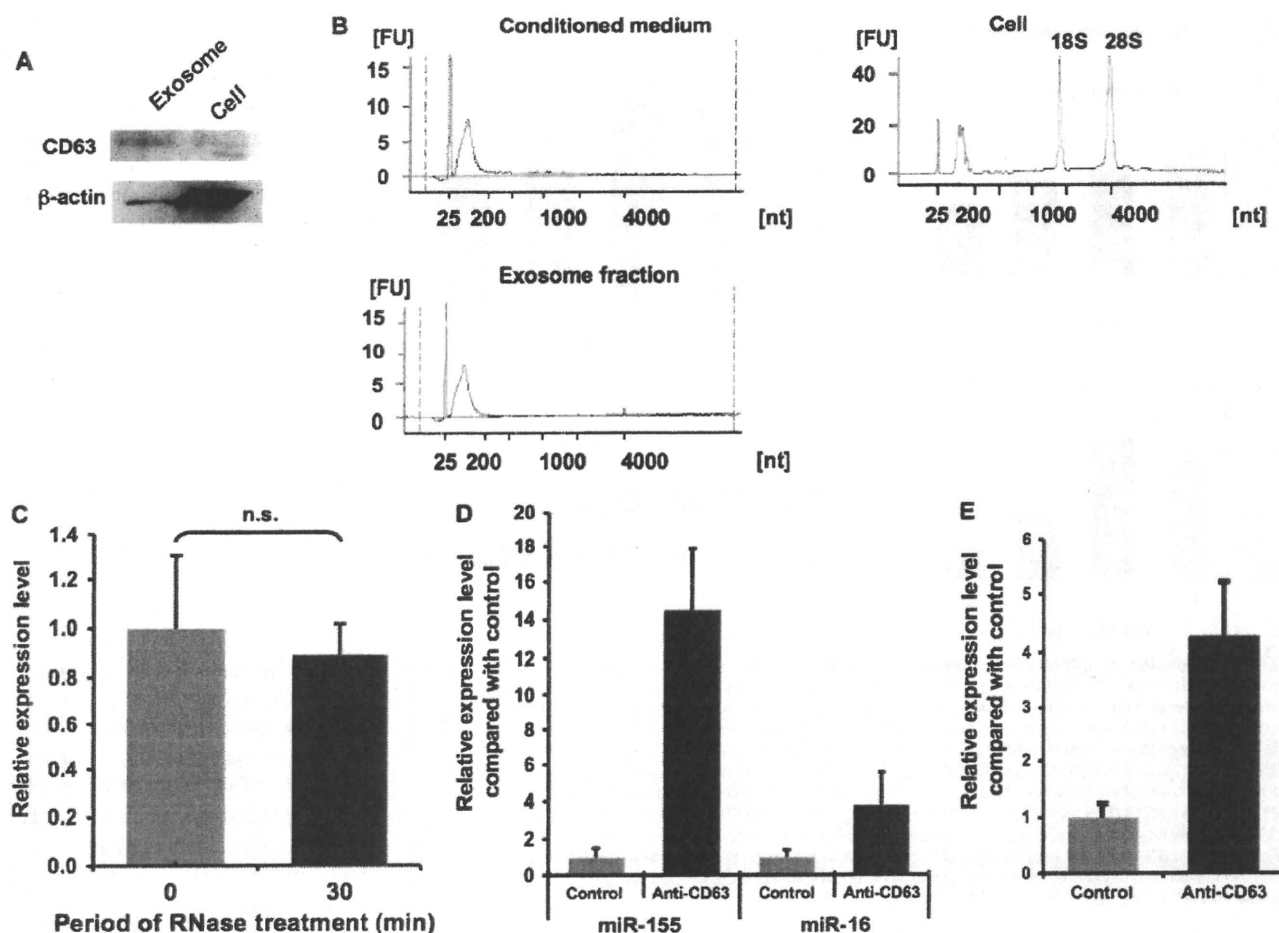 A
Exosome
Cell
CD63
β-actin
B
Conditioned medium
[FU]
15
10
5
0
25 200 1000 4000 [nt]
Cell
[FU]
18S 28S
40
20
0
25 200 1000 4000 [nt]
Exosome fraction
[FU]
15
10
5
0
25 200 1000 4000 [nt]
C
n.s.
Relative expression level
1.4
1.2
1.0
0.8
0.6
0.4
0.2
0.0
0 30
Period of RNase treatment (min)
D
Relative expression level
compared with control
20
18
16
14
12
10
8
6
4
2
0
Control Anti-CD63 Control Anti-CD63
miR-155 miR-16
E
Relative expression level
compared with control
6
5
4
3
2
1
0
Control Anti-CD63